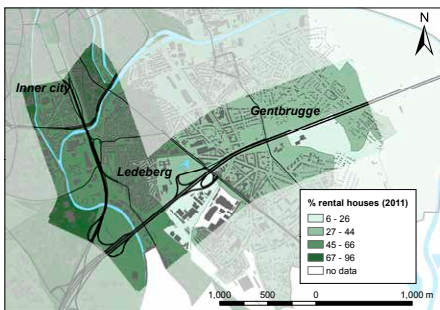 N
Inner city
Gentbrugge
Ledeberg
% rental houses (2011)
6 - 26
27 - 44
45 - 66
67 - 96
no data
1,000 500 0 1,000 m